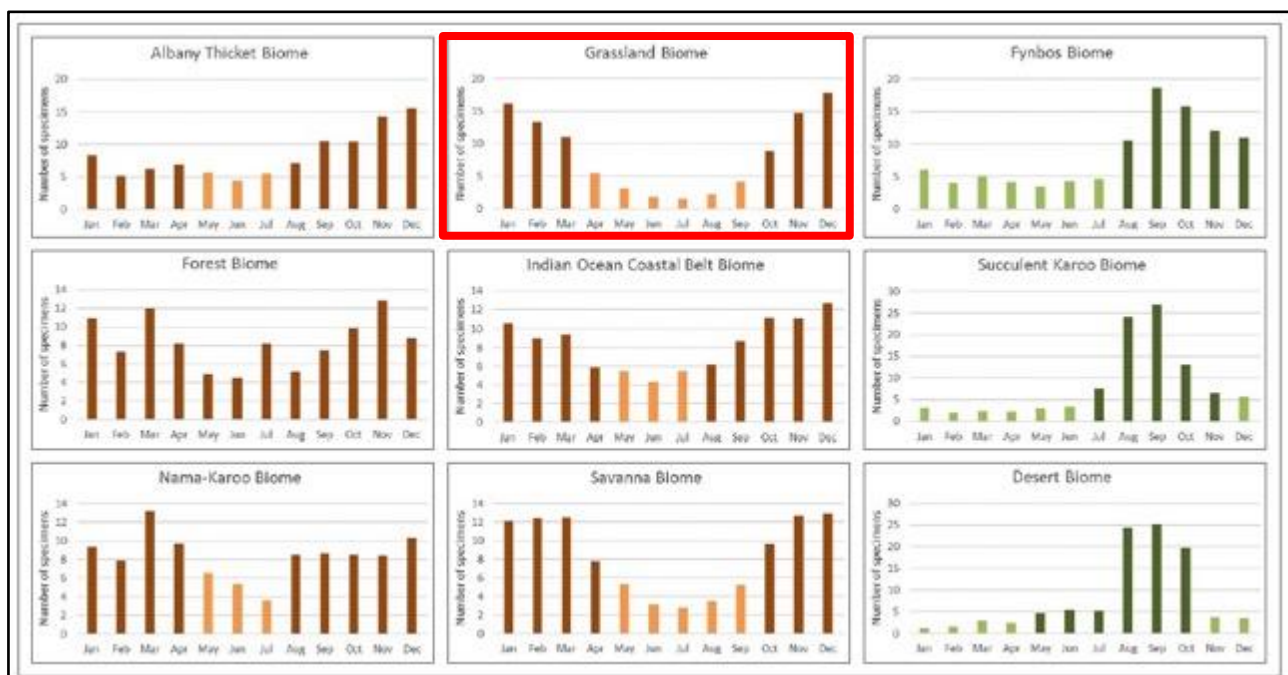 Albany Thicket Biome
Number of specimens
20
15
10
5
0
Jan Feb Mar Apr May Jun Jul Aug Sep Oct Nov Dec
Grassland Biome
Number of specimens
20
15
10
5
0
Jan Feb Mar Apr May Jun Jul Aug Sep Oct Nov Dec
Fynbos Biome
Number of specimens
20
15
10
5
0
Jan Feb Mar Apr May Jun Jul Aug Sep Oct Nov Dec
Forest Biome
Number of specimens
14
12
10
8
6
4
2
0
Jan Feb Mar Apr May Jun Jul Aug Sep Oct Nov Dec
Indian Ocean Coastal Belt Biome
Number of specimens
14
12
10
8
6
4
2
0
Jan Feb Mar Apr May Jun Jul Aug Sep Oct Nov Dec
Succulent Karoo Biome
Number of specimens
30
25
20
15
10
5
0
Jan Feb Mar Apr May Jun Jul Aug Sep Oct Nov Dec
Nama-Karoo Biome
Number of specimens
14
12
10
8
6
4
2
0
Jan Feb Mar Apr May Jun Jul Aug Sep Oct Nov Dec
Savanna Biome
Number of specimens
14
12
10
8
6
4
2
0
Jan Feb Mar Apr May Jun Jul Aug Sep Oct Nov Dec
Desert Biome
Number of specimens
30
25
20
15
10
5
0
Jan Feb Mar Apr May Jun Jul Aug Sep Oct Nov Dec